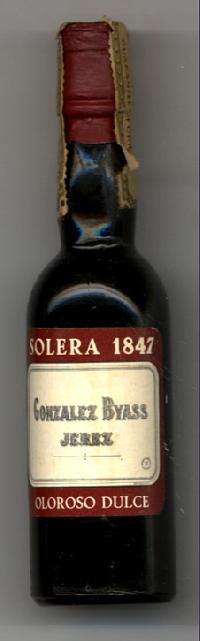 SOLERA 1847
GONZALEZ BYASS
JEREZ
OLOROSO DULCE